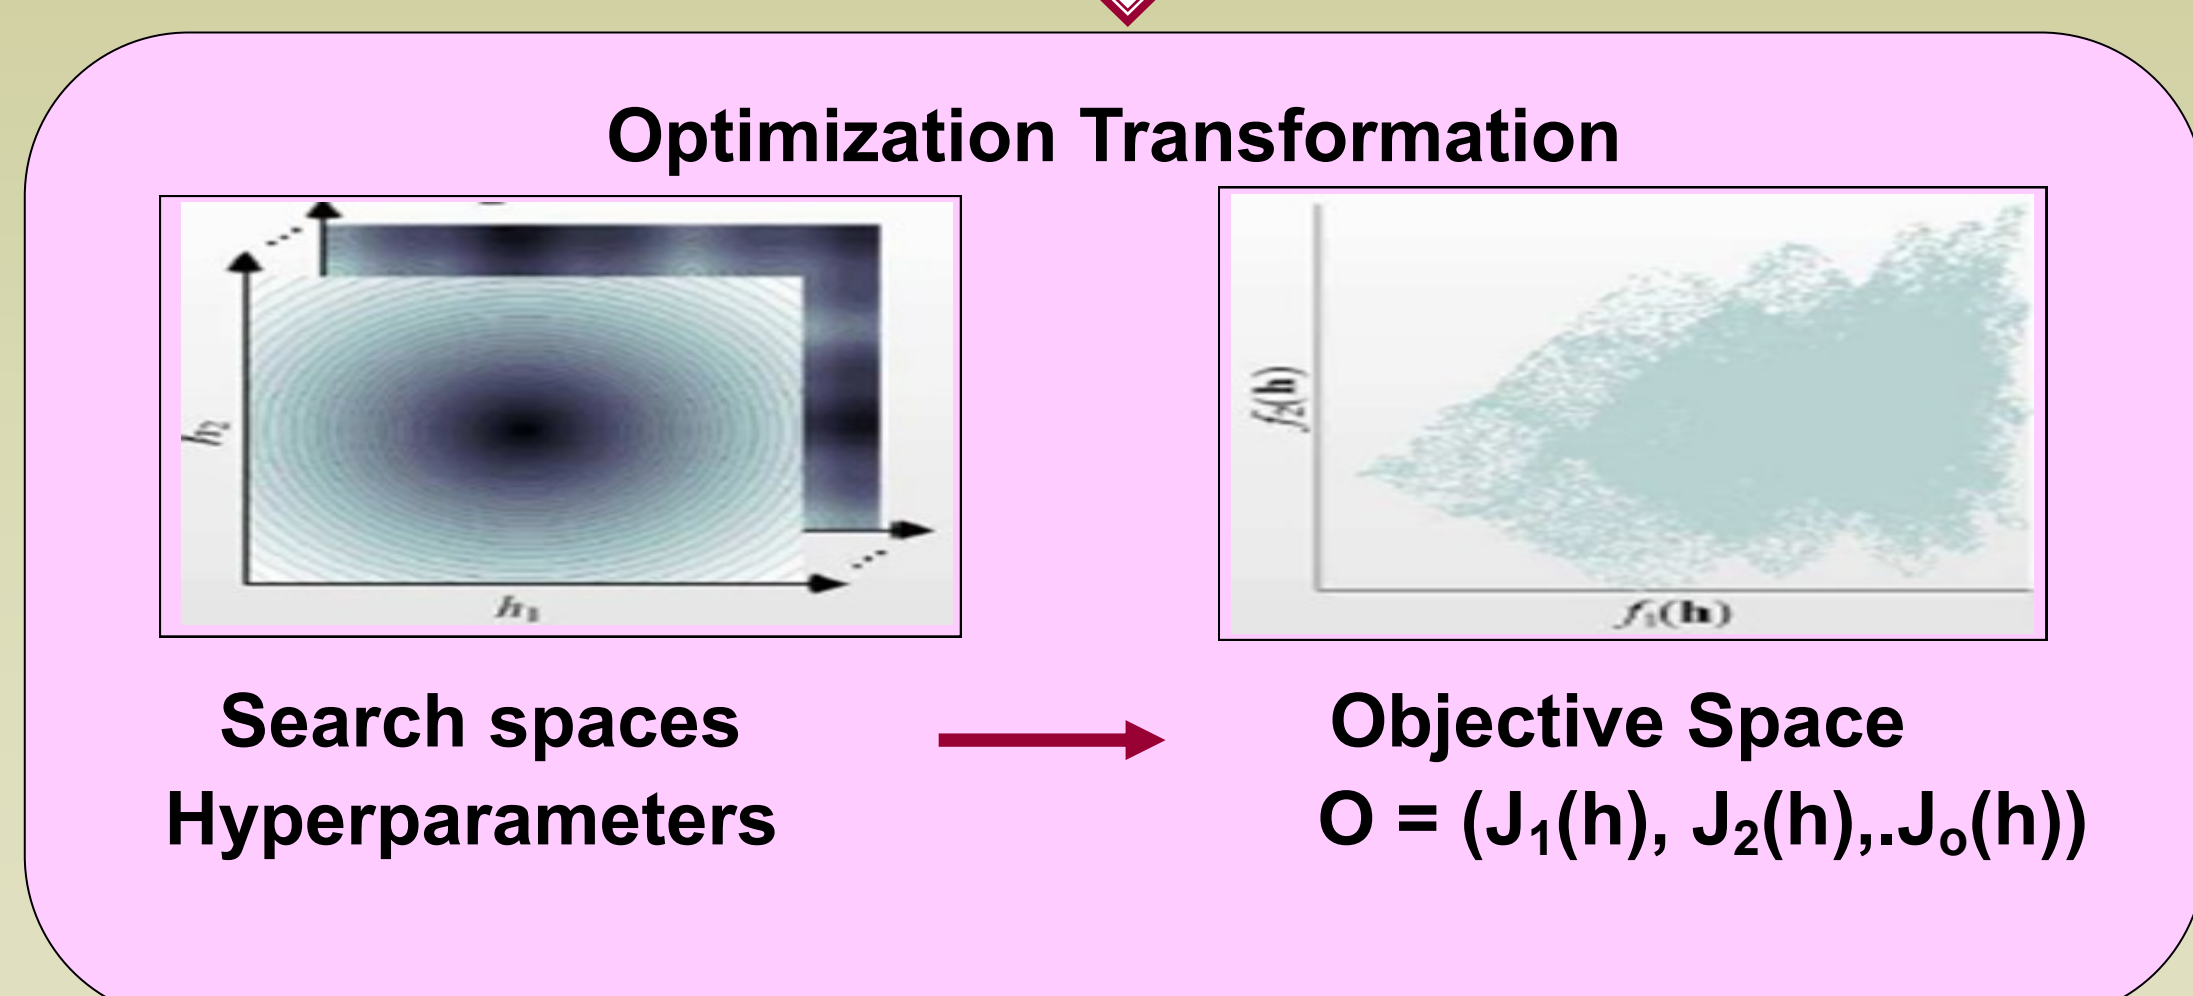 Optimization Transformation
h₂
h₁
f₂(h)
f₁(h)
Search spaces
Hyperparameters
Objective Space
O = (J₁(h), J₂(h),.Jₒ(h))